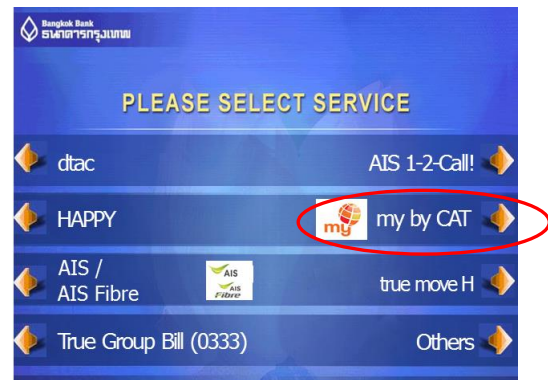 Bangkok Bank
ธนาคารกรุงเทพ
PLEASE SELECT SERVICE
dtac
AIS 1-2-Call!
HAPPY
my my by CAT
AIS /
AIS Fibre
AIS
AIS
Fibre
true move H
True Group Bill (0333)
Others